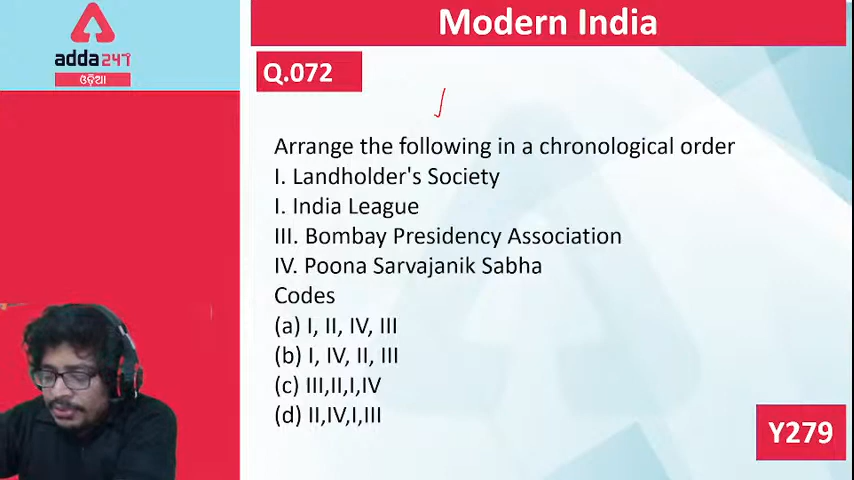 Modern India
adda247
ଓଡ଼ିଆ
Q.072
Arrange the following in a chronological order
I. Landholder's Society
I. India League
III. Bombay Presidency Association
IV. Poona Sarvajanik Sabha
Codes
(a) I, II, IV, III
(b) I, IV, II, III
(c) III,II,I,IV
(d) II,IV,I,III
Y279